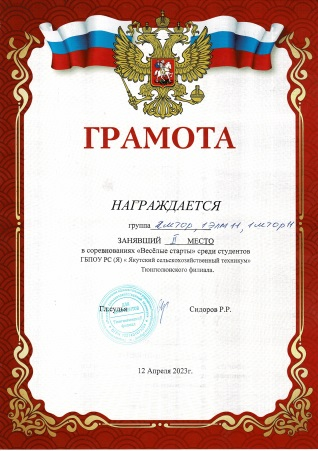 ГРАМОТА
НАГРАЖДАЕТСЯ
группа 2МТОР, 1ЭЛМ11, 1МТОР11
ЗАНЯВШИЙ II МЕСТО
в соревнованиях «Весёлые старты» среди студентов
ГБПОУ РС (Я) « Якутский сельскохозяйственный техникум»
Тюнгюлюнского филиала.
Гл.судья Сидоров Р.Р.
12 Апреля 2023г.